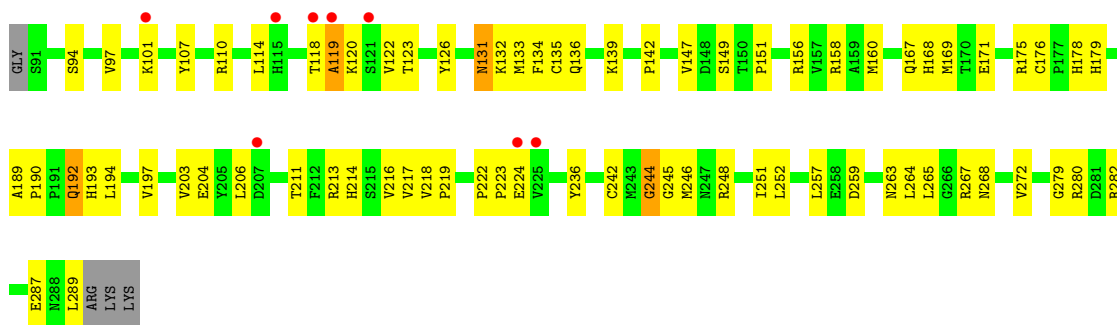 GLY S91 S94 V97 K101 Y107 R110 L114 H115 T118 A119 K120 S121 V122 T123 Y126 N131 K132 M133 F134 C135 Q136 K139 P142 V147 D148 S149 T150 P151 R156 V157 R158 A159 M160 Q167 H168 M169 T170 E171 R175 C176 P177 H178 H179
A189 P190 P191 Q192 H193 L194 V197 V203 E204 Y205 L206 D207 T211 F212 R213 H214 S215 V216 V217 V218 P219 P222 P223 E224 V225 Y236 C242 M243 G244 G245 M246 N247 R248 I251 L252 L257 E258 D259 N263 L264 L265 G266 R267 N268 V272 G279 R280 D281
E287 N288 L289 ARG LYS LYS